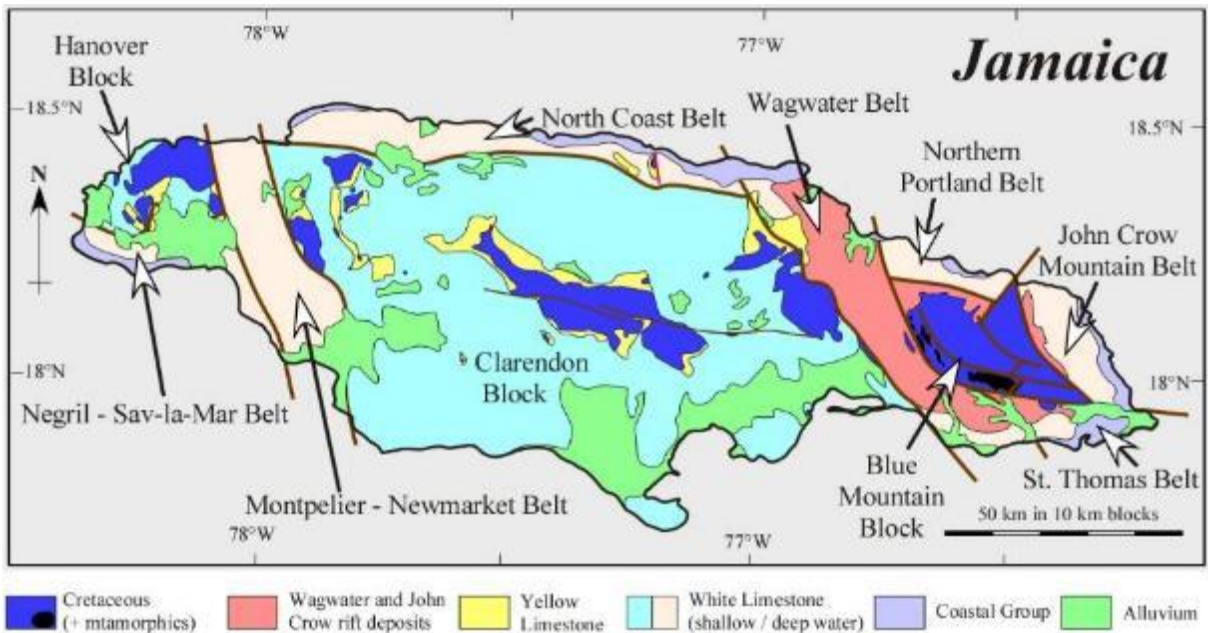 78°W
77°W
Jamaica
Hanover
Block
18.5°N
North Coast Belt
Wagwater Belt
18.5°N
Northern
Portland Belt
N
John Crow
Mountain Belt
Clarendon
Block
18°N
18°N
Negril - Sav-la-Mar Belt
Montpelier - Newmarket Belt
Blue
Mountain
Block
St. Thomas Belt
78°W
77°W
50 km in 10 km blocks
Cretaceous
(+ mtamorphics)
Wagwater and John
Crow rift deposits
Yellow
Limestone
White Limestone
(shallow / deep water)
Coastal Group
Alluvium